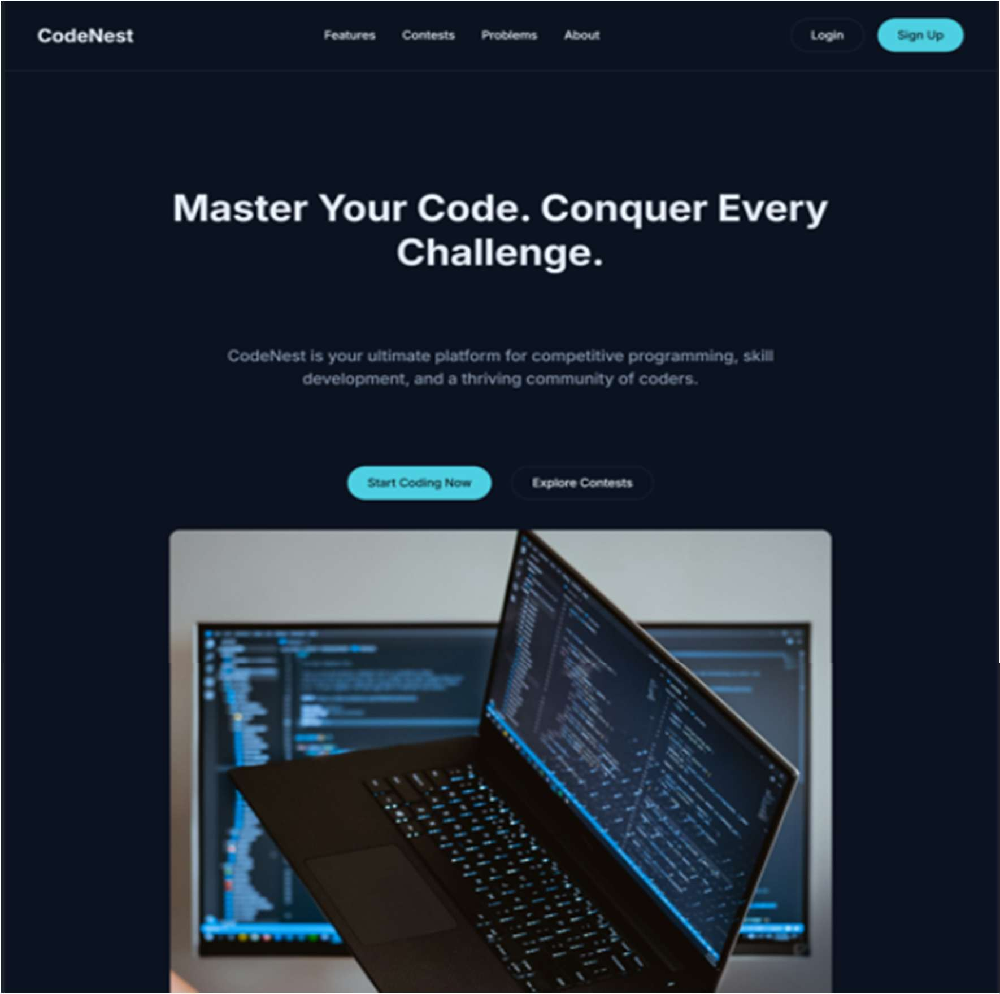 CodeNest
Features Contests Problems About
Login Sign Up
Master Your Code. Conquer Every
Challenge.
CodeNest is your ultimate platform for competitive programming, skill
development, and a thriving community of coders.
Start Coding Now Explore Contests